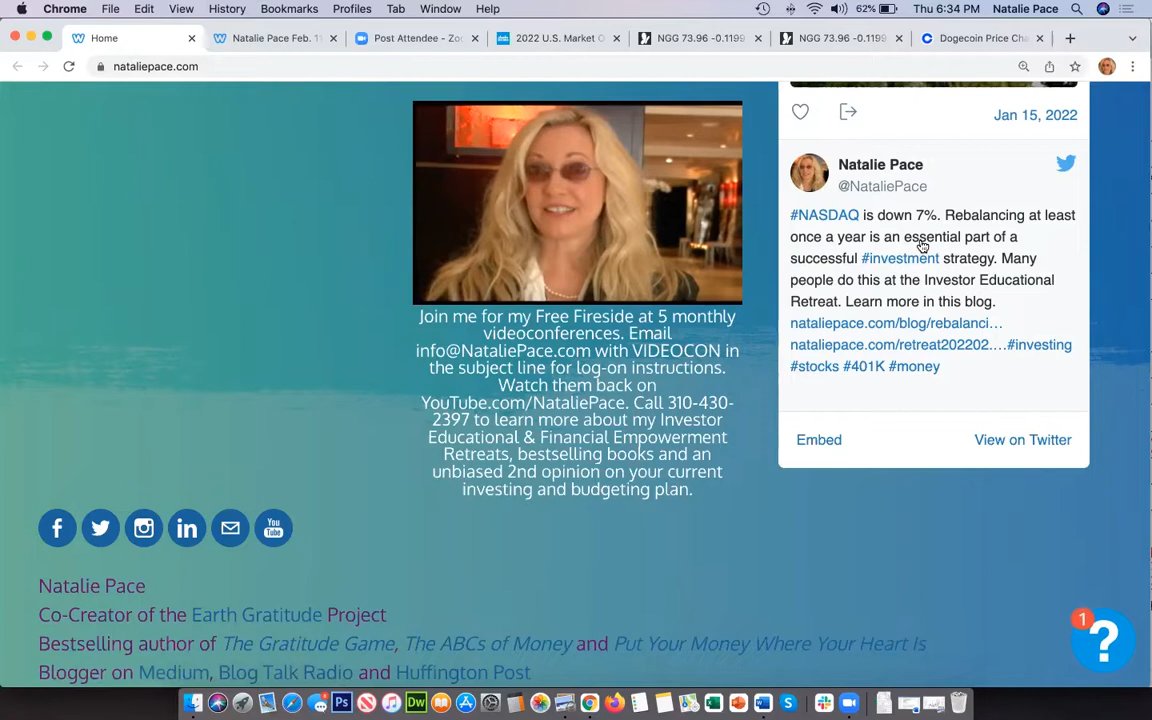 Chrome File Edit View History Bookmarks Profiles Tab Window Help 62% Thu 6:34 PM Natalie Pace
Home Natalie Pace Feb. 1 Post Attendee - Zoo 2022 U.S. Market O NGG 73.96 -0.1199 NGG 73.96 -0.1199 Dogecoin Price Cha
nataliepace.com
Jan 15, 2022
Natalie Pace
@NataliePace
#NASDAQ is down 7%. Rebalancing at least
once a year is an essential part of a
successful #investment strategy. Many
people do this at the Investor Educational
Retreat. Learn more in this blog.
nataliepace.com/blog/rebalanci…
nataliepace.com/retreat202202.…#investing
#stocks #401K #money
Embed View on Twitter
Join me for my Free Fireside at 5 monthly
videoconferences. Email
info@NataliePace.com with VIDEOCON in
the subject line for log-on instructions.
Watch them back on
YouTube.com/NataliePace. Call 310-430-
2397 to learn more about my Investor
Educational & Financial Empowerment
Retreats, bestselling books and an
unbiased 2nd opinion on your current
investing and budgeting plan.
You
Tube
Natalie Pace
Co-Creator of the Earth Gratitude Project
Bestselling author of The Gratitude Game, The ABCs of Money and Put Your Money Where Your Heart Is
Blogger on Medium, Blog Talk Radio and Huffington Post
1
?
Ps
Dw